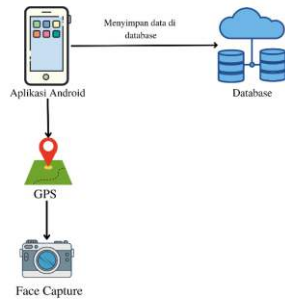 Menyimpan data di
database
Aplikasi Android
Database
GPS
Face Capture